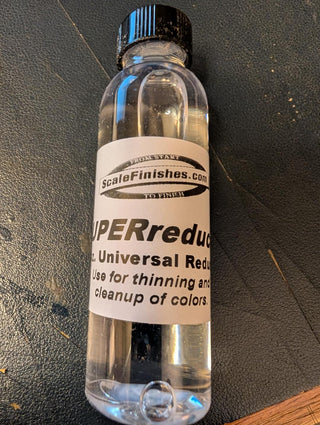 FROM START
ScaleFinishes.com
TO FINISH
UPERreduc
. Universal Redu
Use for thinning and
cleanup of colors.